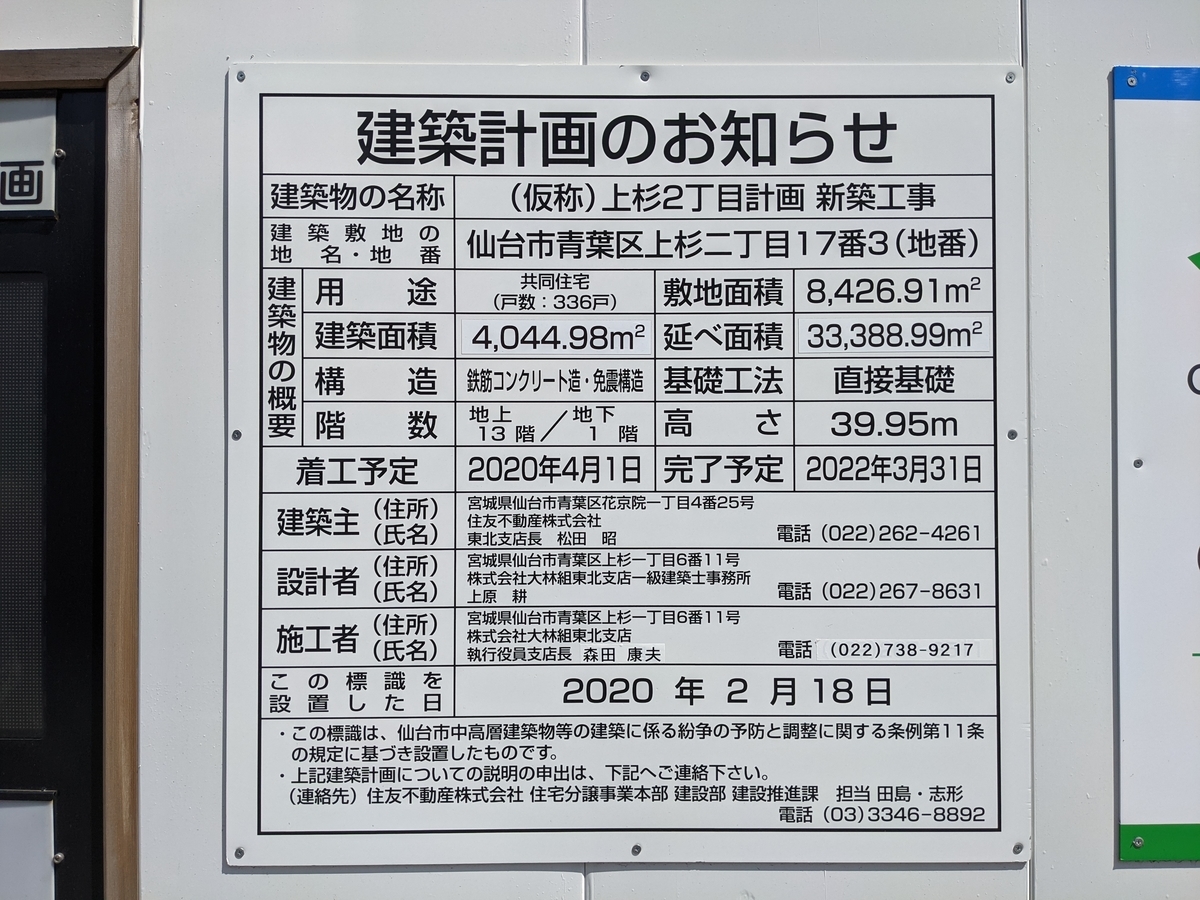 建築計画のお知らせ
建築物の名称 (仮称)上杉2丁目計画 新築工事
建築敷地の
地名・地番 仙台市青葉区上杉二丁目17番3(地番)
建築物の概要
用途 共同住宅
(戸数：336戸) 敷地面積 8,426.91m²
建築面積 4,044.98m² 延べ面積 33,388.99m²
構造 鉄筋コンクリート造・免震構造 基礎工法 直接基礎
階数 地上 13 階／地下 1 階 高さ 39.95m
着工予定 2020年4月1日 完了予定 2022年3月31日
建築主 (住所) (氏名)
宮城県仙台市青葉区花京院一丁目4番25号
住友不動産株式会社
東北支店長 松田 昭 電話 (022)262-4261
設計者 (住所) (氏名)
宮城県仙台市青葉区上杉一丁目6番11号
株式会社大林組東北支店一級建築士事務所
上原 耕 電話 (022)267-8631
施工者 (住所) (氏名)
宮城県仙台市青葉区上杉一丁目6番11号
株式会社大林組東北支店
執行役員支店長 森田 康夫 電話 (022)738-9217
この標識を
設置した日 2020 年 2 月 18 日
・この標識は、仙台市中高層建築物等の建築に係る紛争の予防と調整に関する条例第11条
の規定に基づき設置したものです。
・上記建築計画についての説明の申出は、下記へご連絡下さい。
(連絡先) 住友不動産株式会社 住宅分譲事業本部 建設部 建設推進課 担当 田島・志形
電話 (03)3346-8892
画